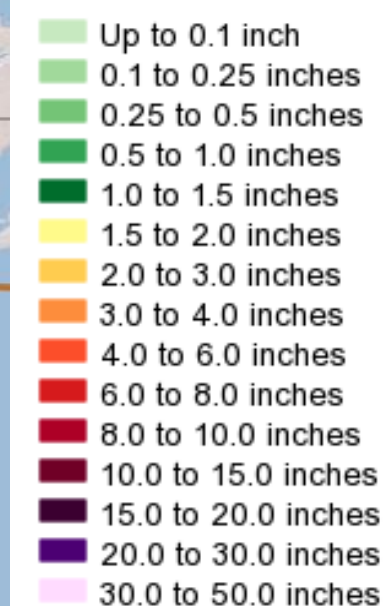 Up to 0.1 inch
0.1 to 0.25 inches
0.25 to 0.5 inches
0.5 to 1.0 inches
1.0 to 1.5 inches
1.5 to 2.0 inches
2.0 to 3.0 inches
3.0 to 4.0 inches
4.0 to 6.0 inches
6.0 to 8.0 inches
8.0 to 10.0 inches
10.0 to 15.0 inches
15.0 to 20.0 inches
20.0 to 30.0 inches
30.0 to 50.0 inches